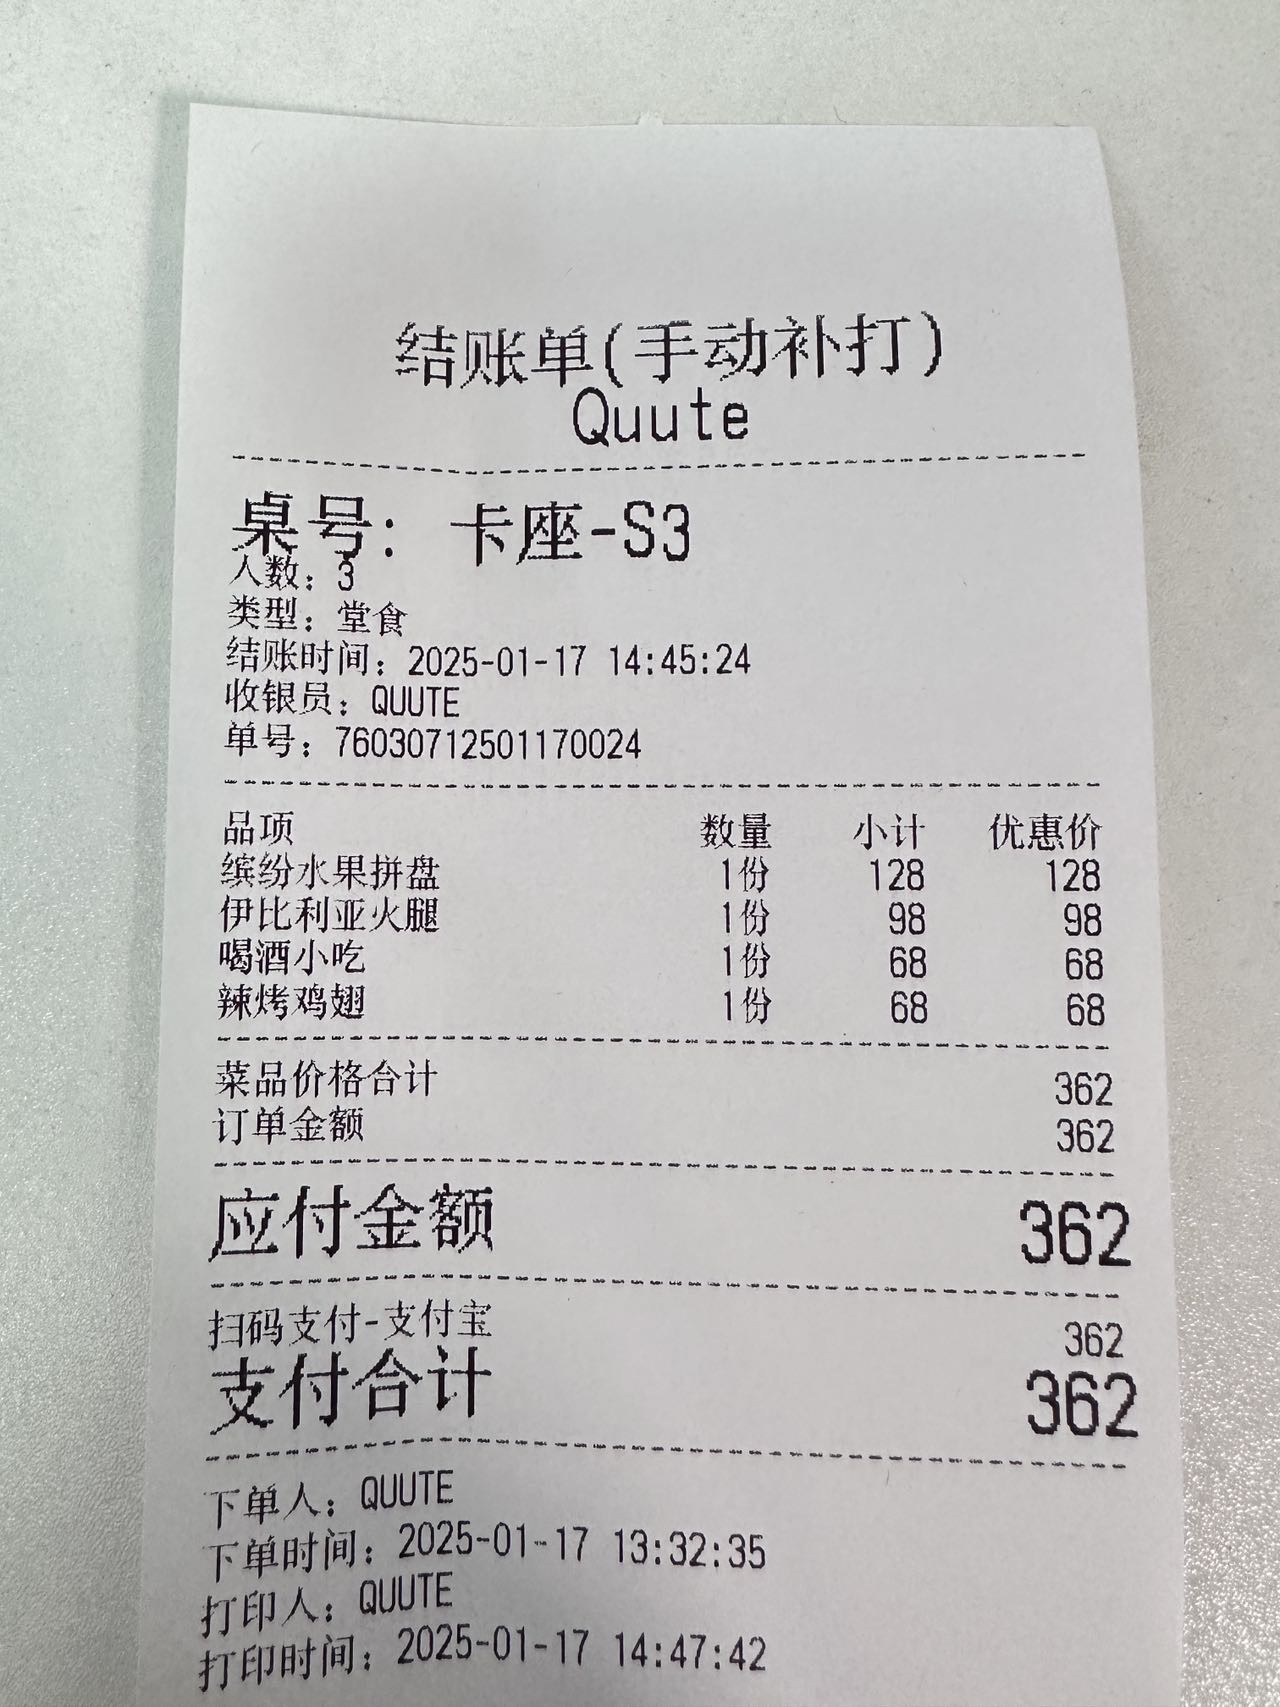 结账单(手动补打)
Quute
桌号： 卡座-S3
人数：3
类型：堂食
结账时间：2025-01-17 14:45:24
收银员：QUUTE
单号：76030712501170024
品项 数量 小计 优惠价
缤纷水果拼盘 1份 128 128
伊比利亚火腿 1份 98 98
喝酒小吃 1份 68 68
辣烤鸡翅 1份 68 68
菜品价格合计 362
订单金额 362
应付金额 362
扫码支付-支付宝 362
支付合计 362
下单人：QUUTE
下单时间：2025-01-17 13:32:35
打印人：QUUTE
打印时间：2025-01-17 14:47:42